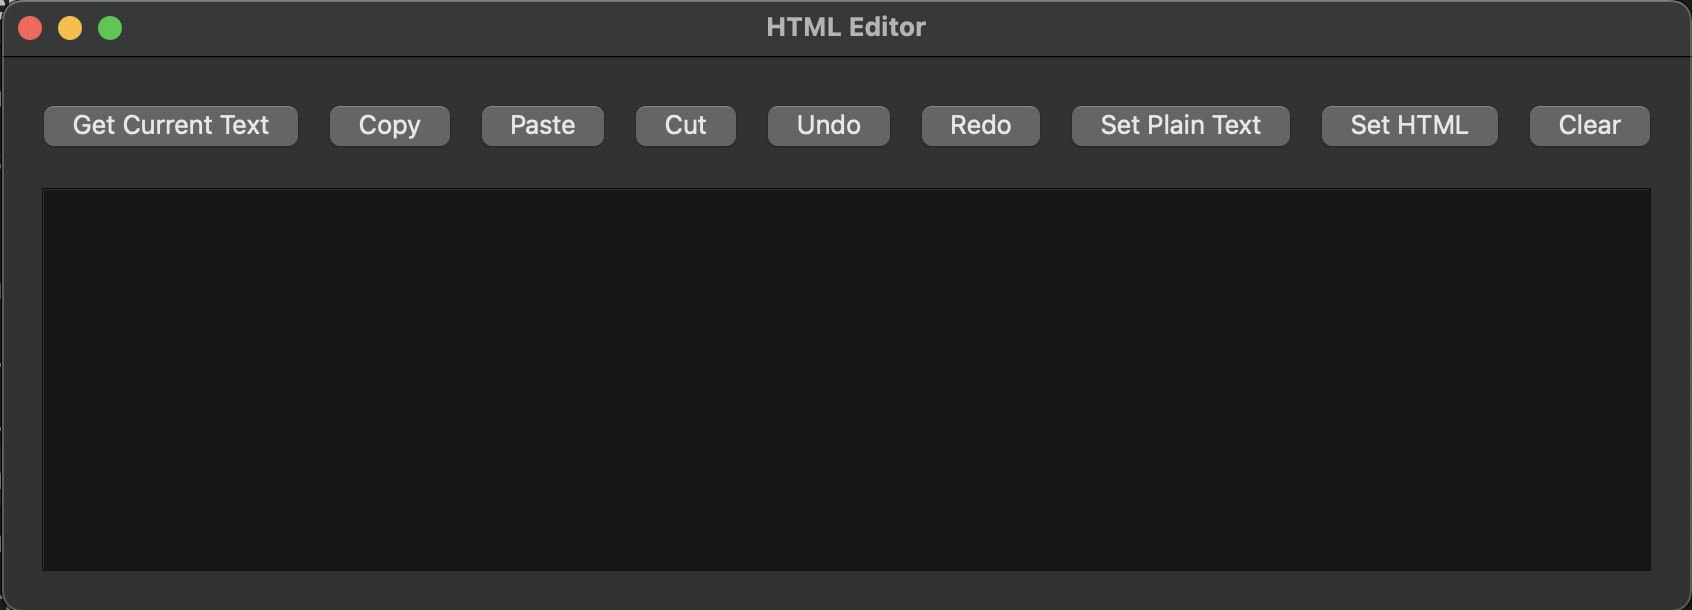 HTML Editor
Get Current Text Copy Paste Cut Undo Redo Set Plain Text Set HTML Clear